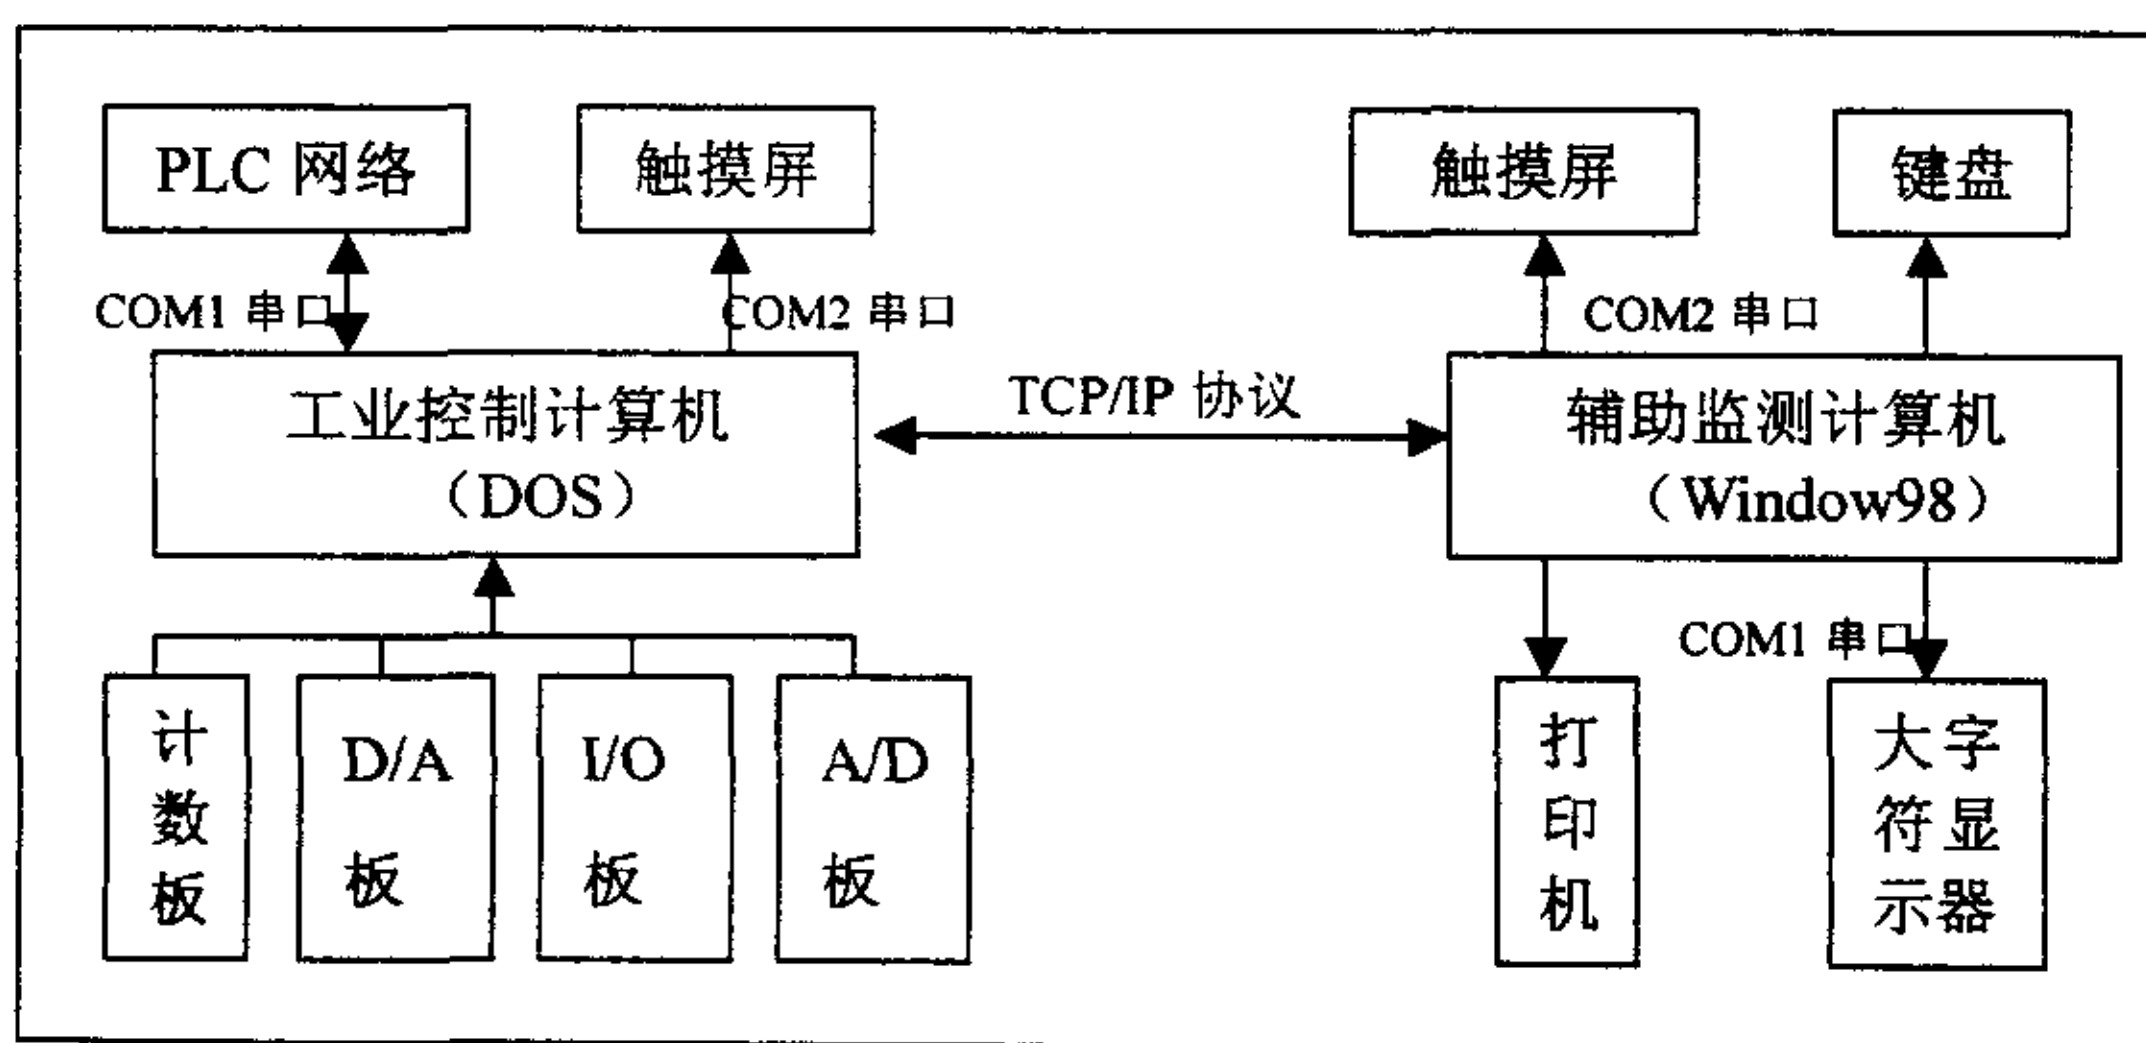 PLC 网络
触摸屏
触摸屏
键盘
COM1 串口
COM2 串口
COM2 串口
工业控制计算机
（DOS）
TCP/IP 协议
辅助监测计算机
（Window98）
COM1 串口
计
数
板
D/A
板
I/O
板
A/D
板
打
印
机
大字
符显
示器